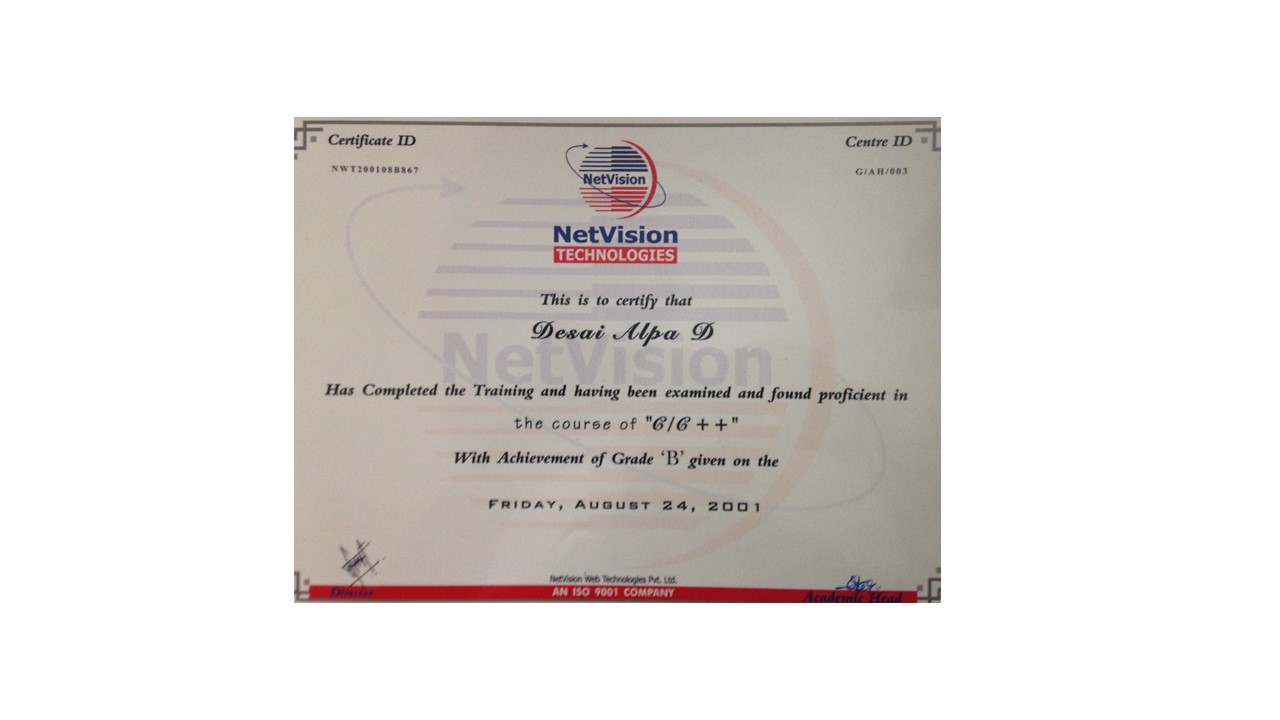 Certificate ID
Centre ID
NWT200108B867
G/AH/003
NetVision
NetVision
TECHNOLOGIES
This is to certify that
Desai Alpa D
NetVision
Has Completed the Training and having been examined and found proficient in
the course of "C/C++"
With Achievement of Grade 'B' given on the
FRIDAY, AUGUST 24, 2001
NetVision Web Technologies Pvt. Ltd.
AN ISO 9001 COMPANY
Director
Academic Head